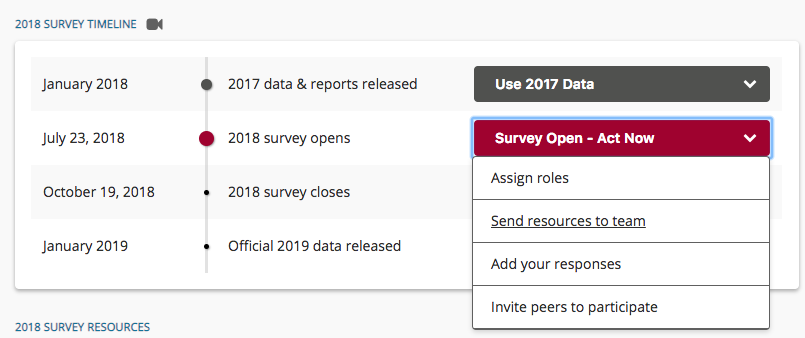 2018 SURVEY TIMELINE
January 2018 2017 data & reports released Use 2017 Data
July 23, 2018 2018 survey opens Survey Open - Act Now
Assign roles
October 19, 2018 2018 survey closes
Send resources to team
January 2019 Official 2019 data released
Add your responses
Invite peers to participate
2018 SURVEY RESOURCES